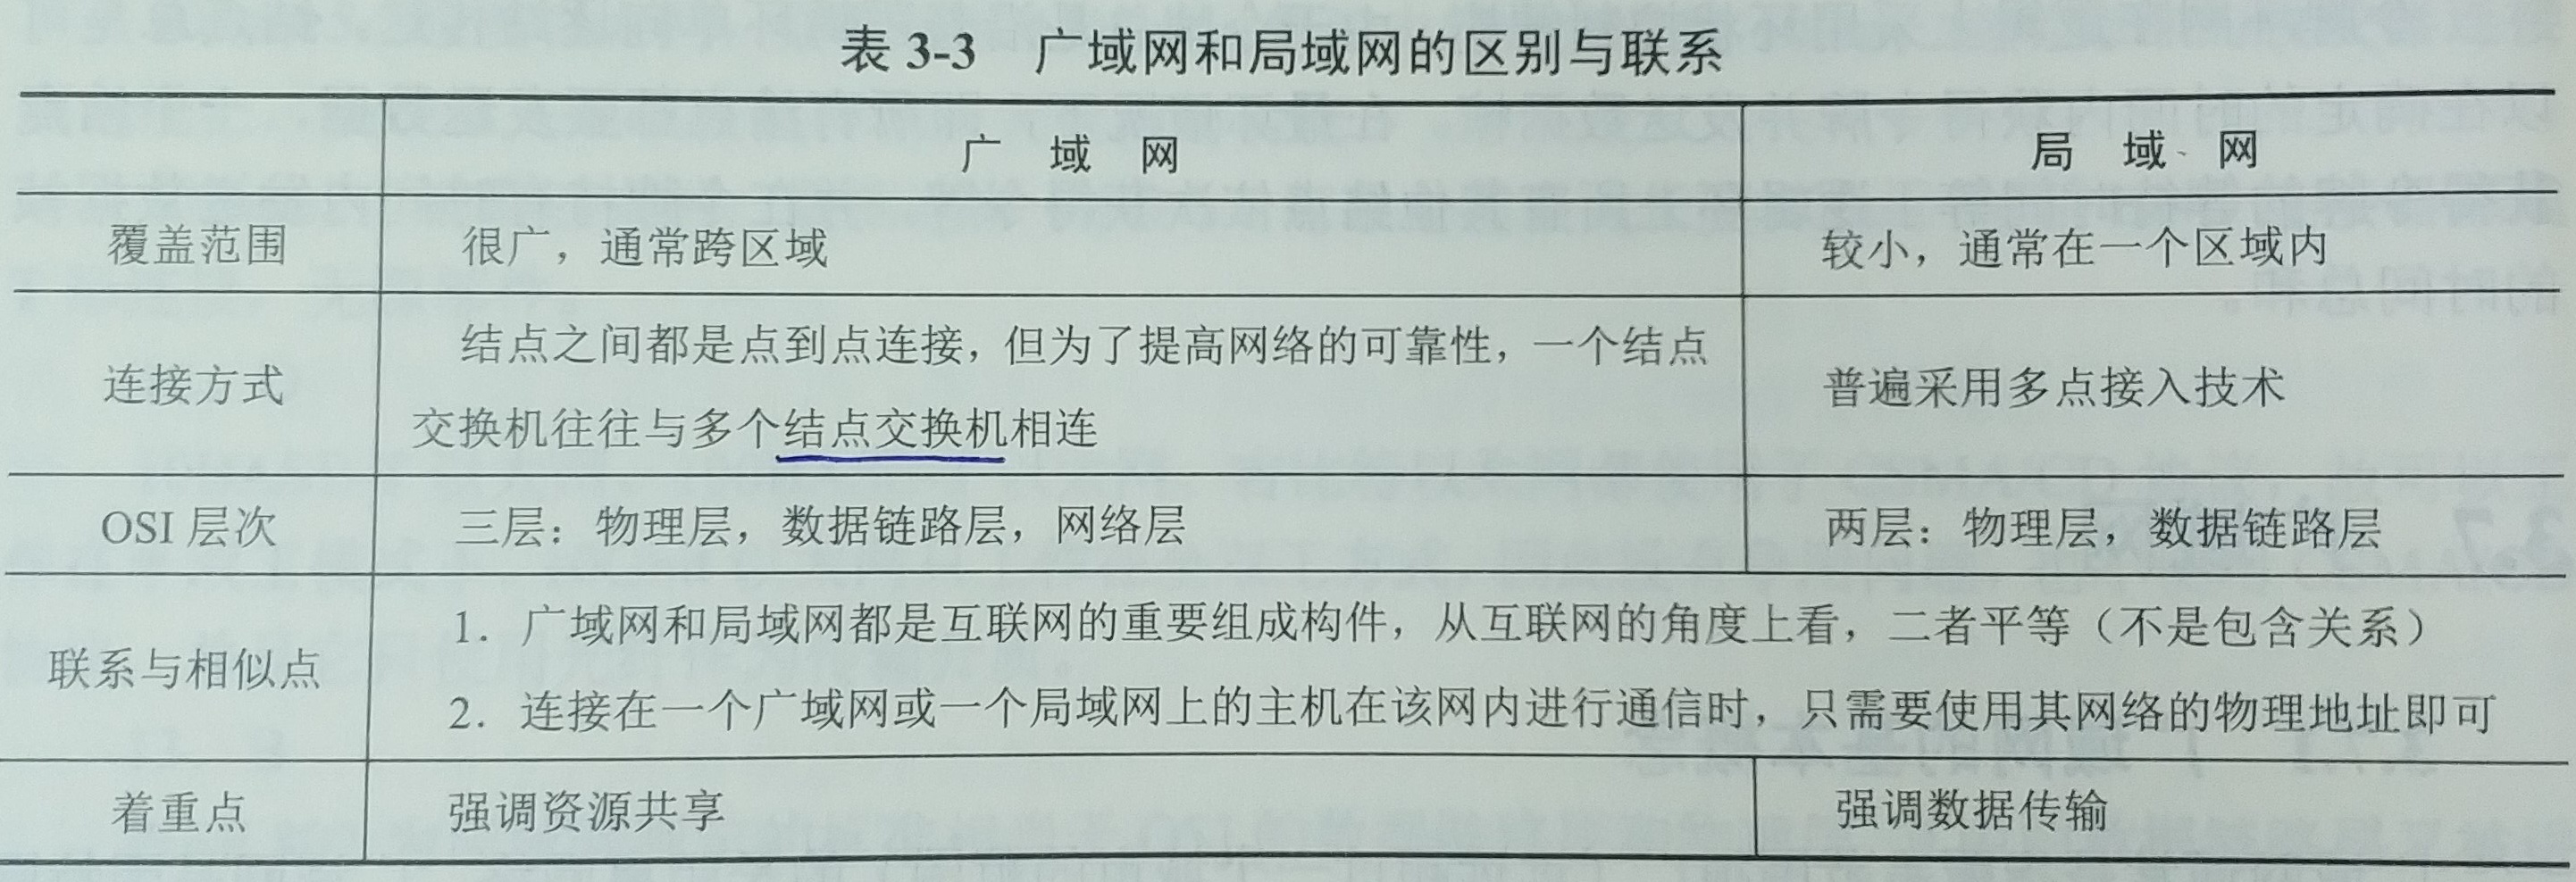 表 3-3 广域网和局域网的区别与联系
广 域 网 局 域 网
覆盖范围 很广，通常跨区域 较小，通常在一个区域内
连接方式 结点之间都是点到点连接，但为了提高网络的可靠性，一个结点
交换机往往与多个结点交换机相连 普遍采用多点接入技术
OSI 层次 三层：物理层，数据链路层，网络层 两层：物理层，数据链路层
联系与相似点 1．广域网和局域网都是互联网的重要组成构件，从互联网的角度上看，二者平等（不是包含关系）
2．连接在一个广域网或一个局域网上的主机在该网内进行通信时，只需要使用其网络的物理地址即可
着重点 强调资源共享 强调数据传输